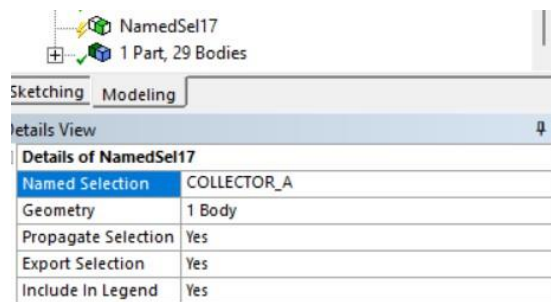 NamedSel17
1 Part, 29 Bodies
Sketching Modeling
Details View
Details of NamedSel17
Named Selection COLLECTOR_A
Geometry 1 Body
Propagate Selection Yes
Export Selection Yes
Include In Legend Yes